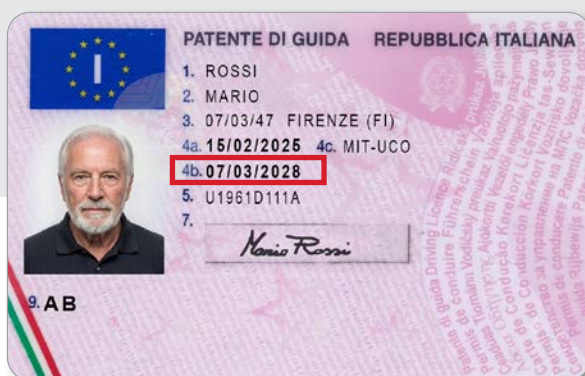 I
PATENTE DI GUIDA REPUBBLICA ITALIANA
1. ROSSI
2. MARIO
3. 07/03/47 FIRENZE (FI)
4a. 15/02/2025 4c. MIT-UCO
4b. 07/03/2028
5. U1961D111A
7.
Mario Rossi
9. AB